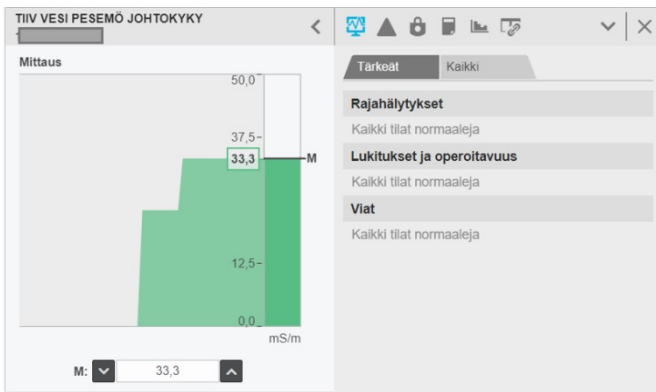 TIIV VESI PESEMÖ JOHTOKYKY
Mittaus
50,0
37,5
33,3
M
12,5
0,0
mS/m
M: 33,3
Tärkeät
Kaikki
Rajahälytykset
Kaikki tilat normaaleja
Lukitukset ja operoitavuus
Kaikki tilat normaaleja
Viat
Kaikki tilat normaaleja